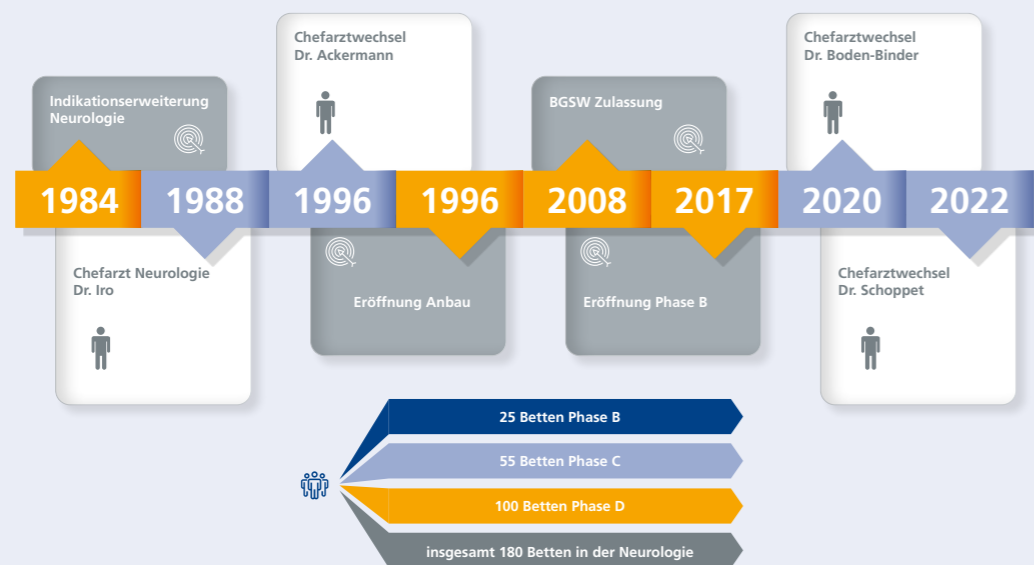 Chefarztwechsel
Dr. Ackermann
Chefarztwechsel
Dr. Boden-Binder
Indikationserweiterung
Neurologie
BGSW Zulassung
1984
1988
1996
1996
2008
2017
2020
2022
Chefarzt Neurologie
Dr. Iro
Eröffnung Anbau
Eröffnung Phase B
Chefarztwechsel
Dr. Schoppet
25 Betten Phase B
55 Betten Phase C
100 Betten Phase D
insgesamt 180 Betten in der Neurologie